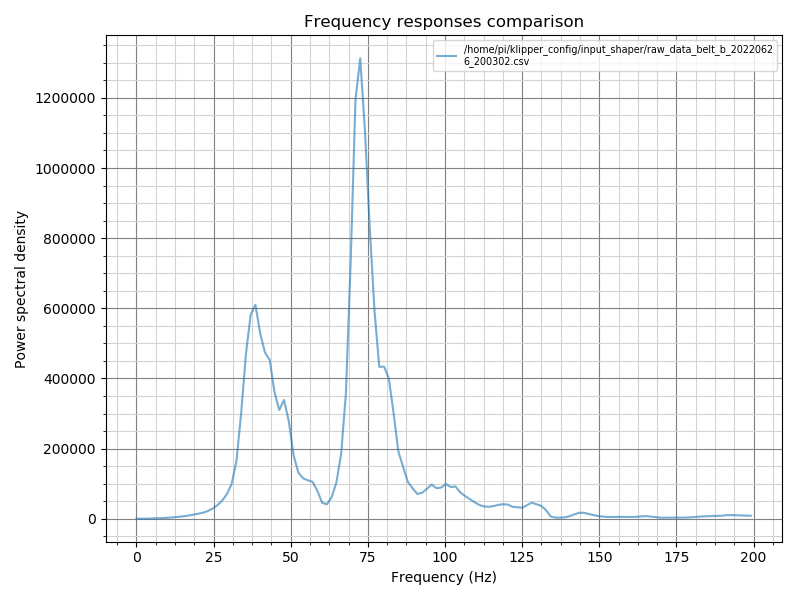 Frequency responses comparison
/home/pi/klipper_config/input_shaper/raw_data_belt_b_2022062
6_200302.csv
1200000
1000000
800000
600000
400000
200000
0
Power spectral density
0 25 50 75 100 125 150 175 200
Frequency (Hz)